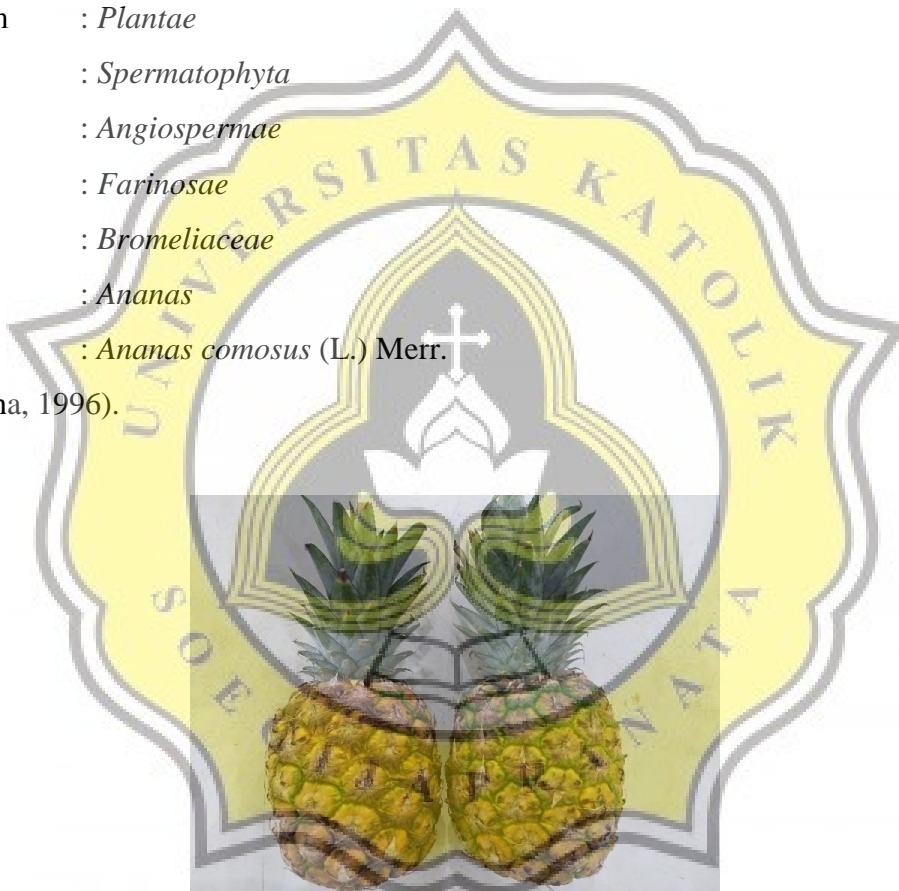 : Plantae
: Spermatophyta
: Angiospermae
: Farinosae
: Bromeliaceae
: Ananas
: Ananas comosus (L.) Merr.
1996).
UNIVERSITAS KATOLIK